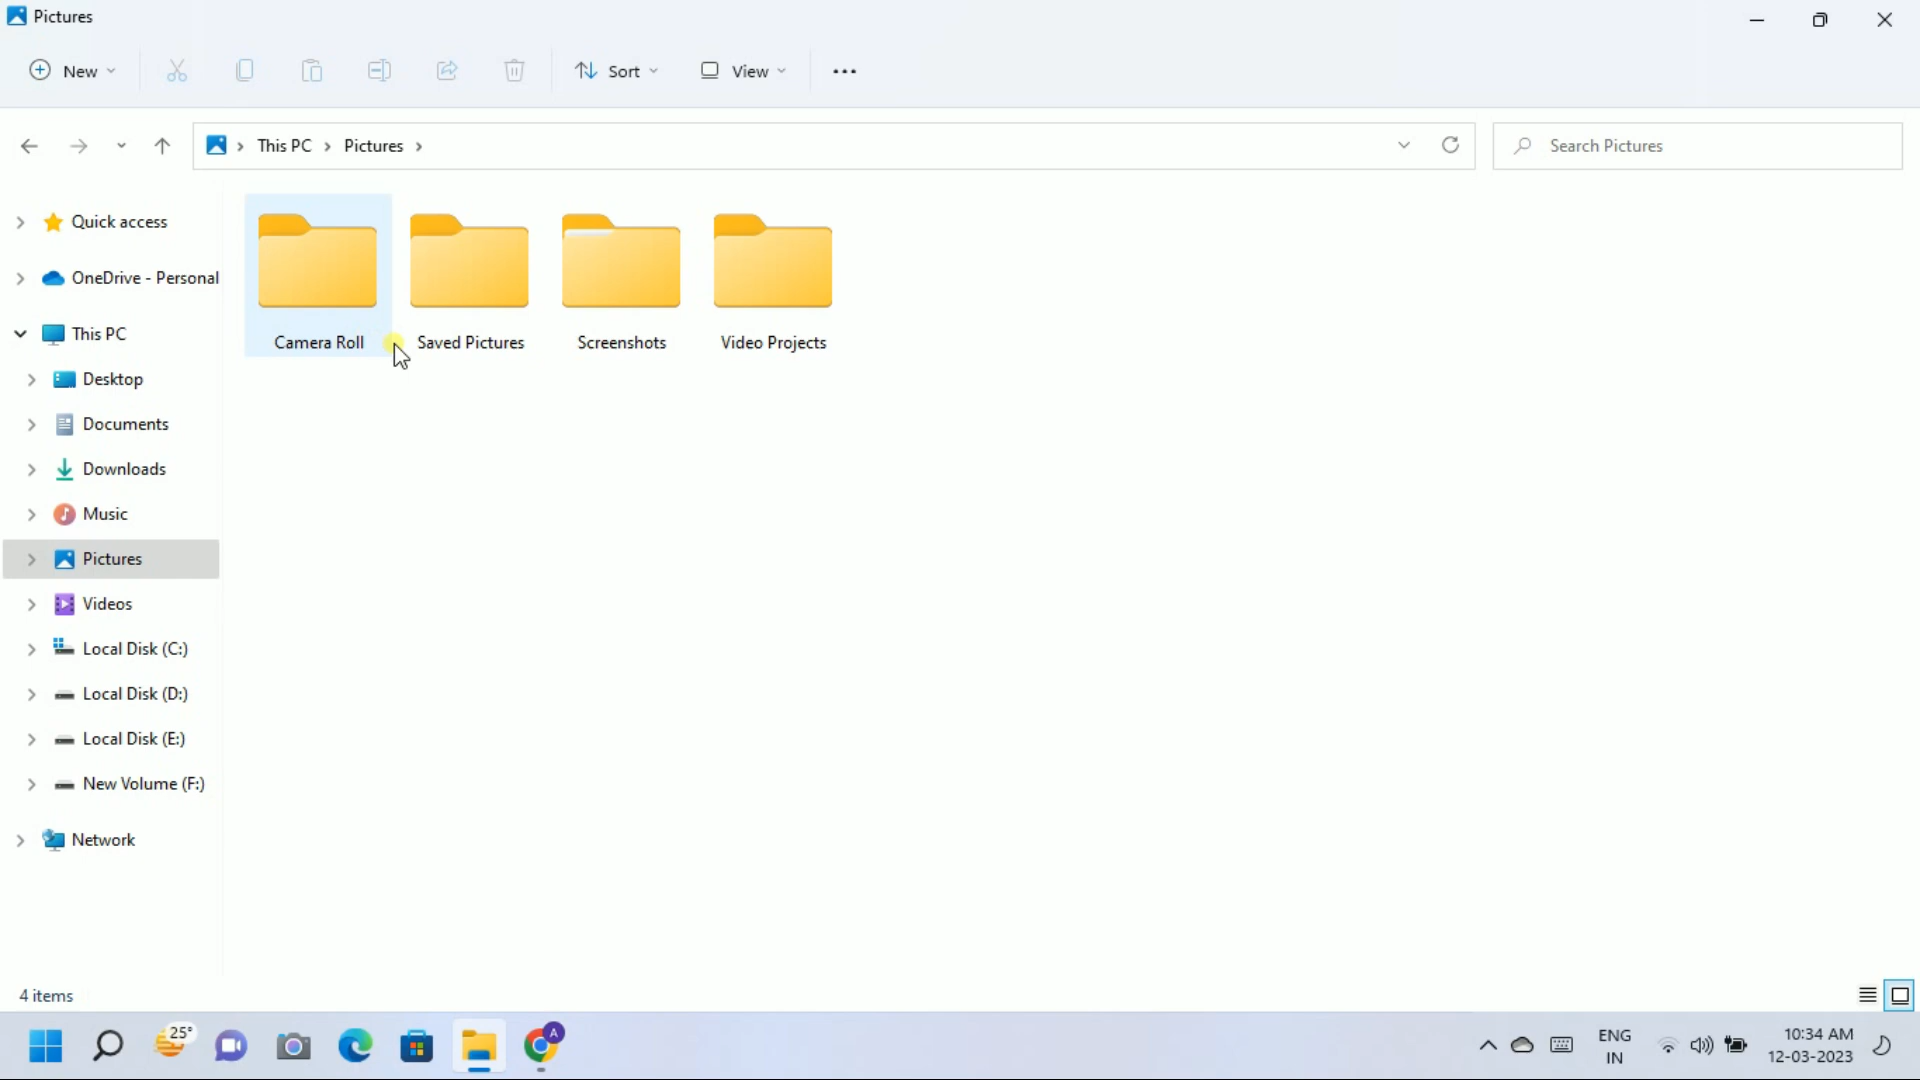 Pictures
New
Sort
View
This PC
Pictures
Search Pictures
Quick access
OneDrive - Personal
This PC
Desktop
Documents
Downloads
Music
Pictures
Videos
Local Disk (C:)
Local Disk (D:)
Local Disk (E:)
New Volume (F:)
Network
Camera Roll
Saved Pictures
Screenshots
Video Projects
4 items
25°
A
ENG
IN
10:34 AM
12-03-2023